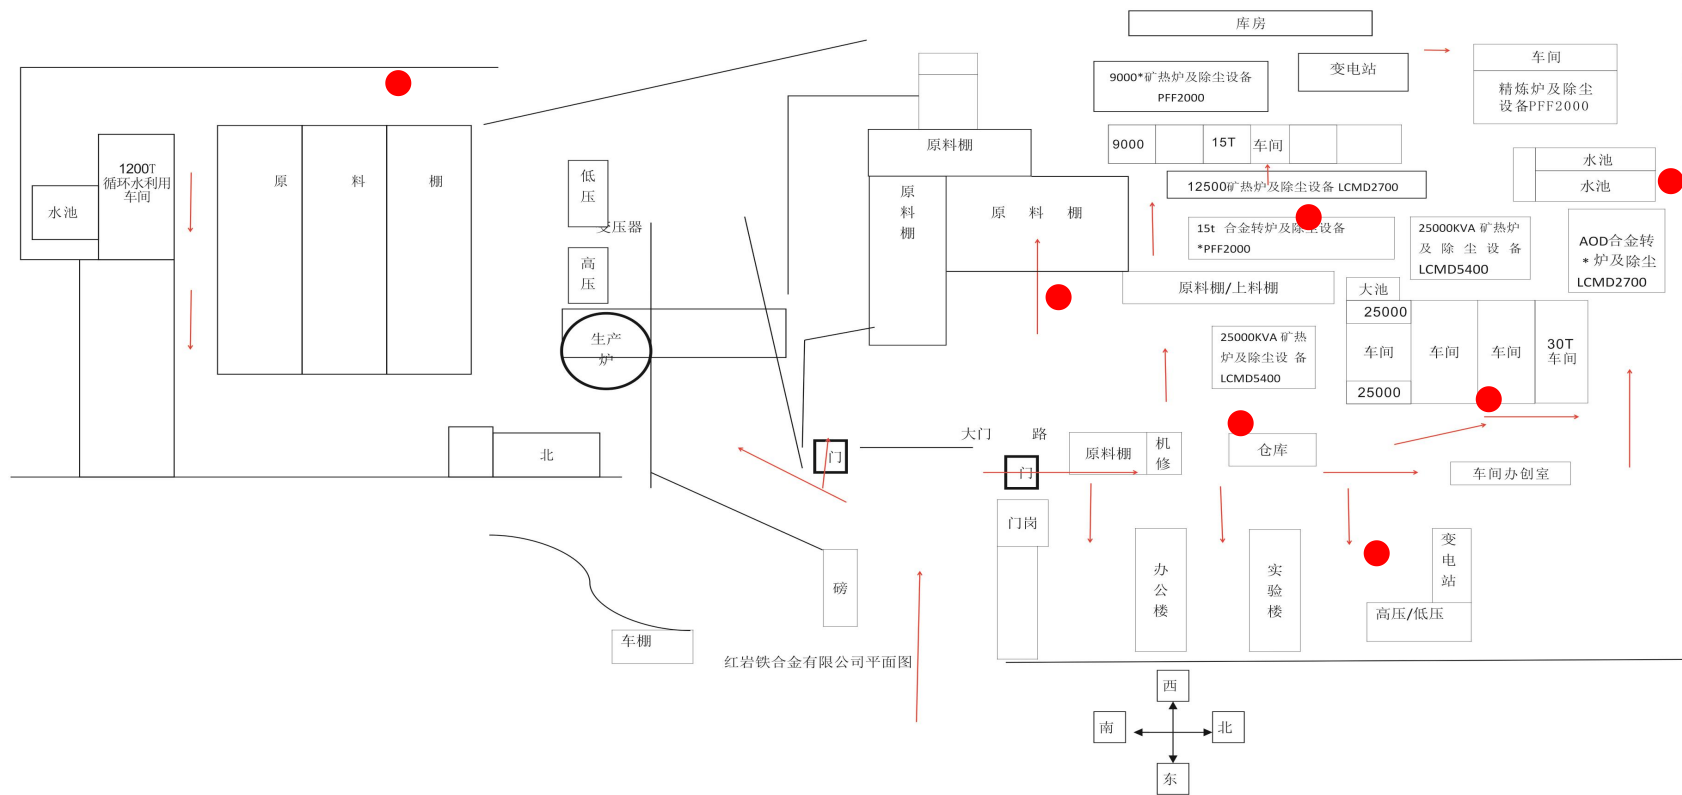 库房
9000*矿热炉及除尘设备
PFF2000
变电站
车间
精炼炉及除尘
设备PFF2000
1200T
循环水利用
车间
水池
原 料 棚
低
压
变压器
高
压
生产
炉
原料棚
原
料
棚
原 料 棚
9000
15T
车间
12500矿热炉及除尘设备 LCMD2700
15t 合金转炉及除尘设备
*PFF2000
25000KVA 矿热炉
及除尘设备
LCMD5400
水池
水池
AOD合金转
*炉及除尘
LCMD2700
原料棚/上料棚
大池
25000
车间
25000
车间
车间
30T
车间
25000KVA 矿热
炉及除尘设备
LCMD5400
北
门
大门 路
门
原料棚
机
修
仓库
车间办创室
门岗
磅
办
公
楼
实
验
楼
变
电
站
高压/低压
车棚
红岩铁合金有限公司平面图
西
南
北
东